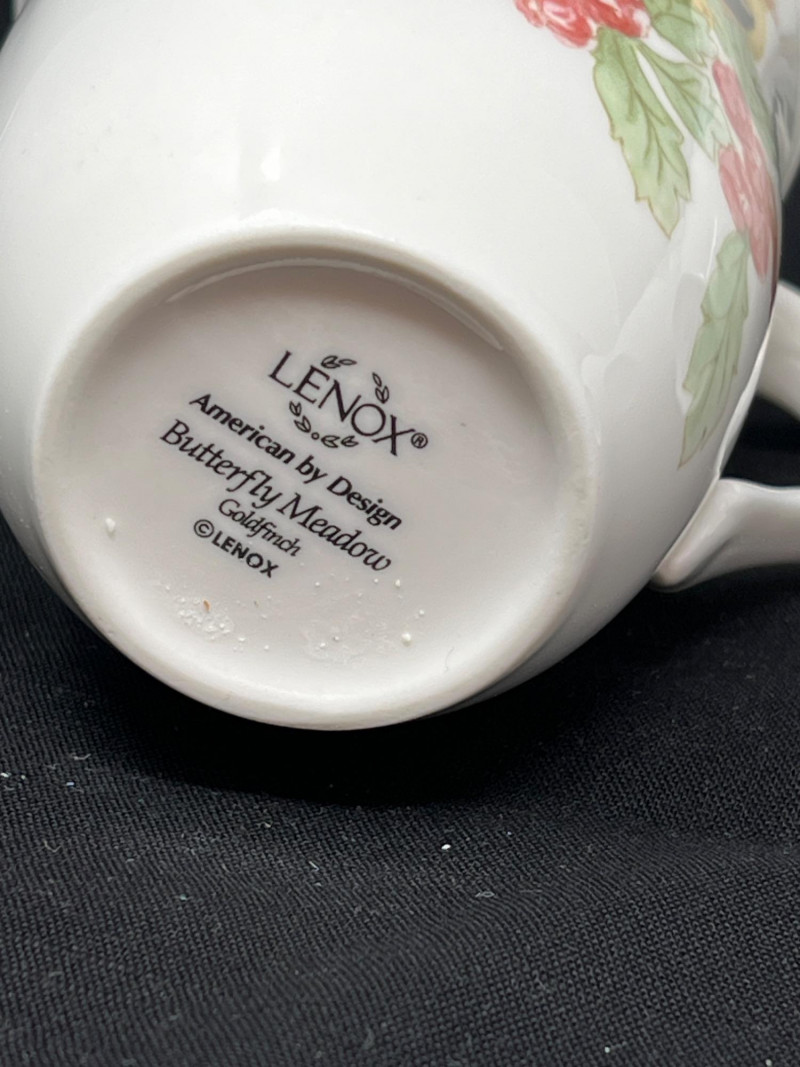 LENOX®
American by Design
Butterfly Meadow
Goldfinch
©LENOX